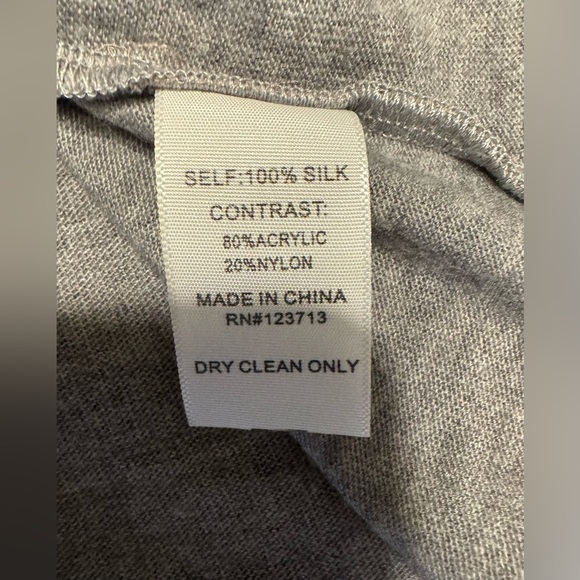 SELF:100% SILK
CONTRAST:
80%ACRYLIC
20%NYLON
MADE IN CHINA
RN#123713
DRY CLEAN ONLY